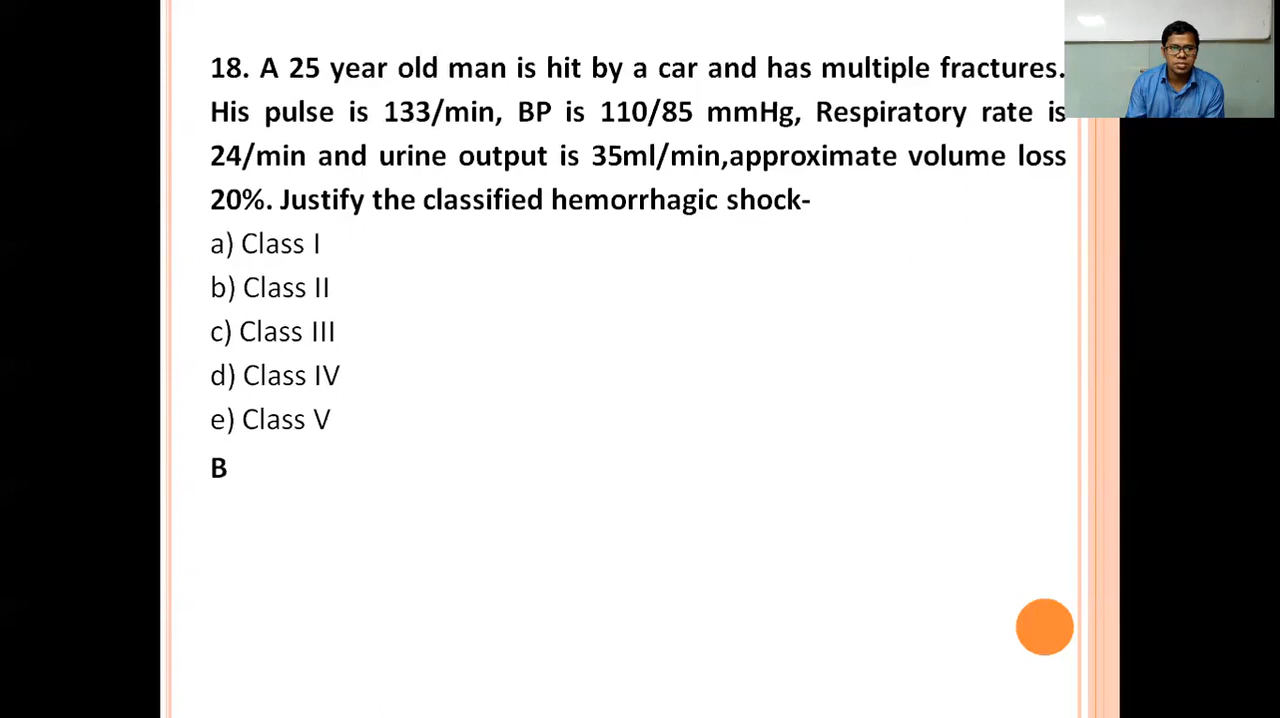 18. A 25 year old man is hit by a car and has multiple fractures.
His pulse is 133/min, BP is 110/85 mmHg, Respiratory rate is
24/min and urine output is 35ml/min,approximate volume loss
20%. Justify the classified hemorrhagic shock-
a) Class I
b) Class II
c) Class III
d) Class IV
e) Class V
B